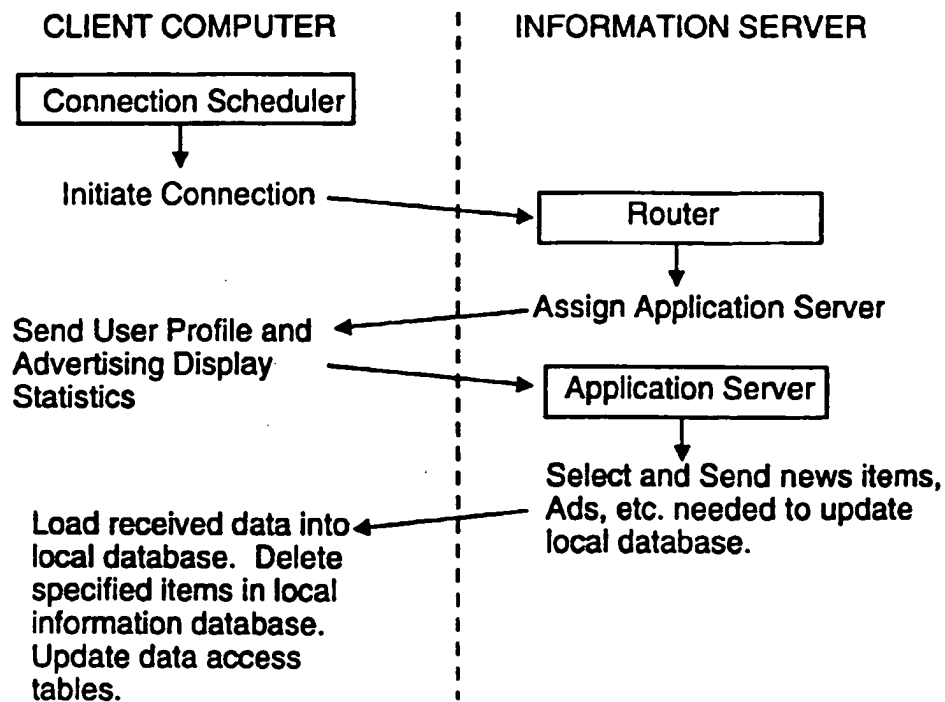 CLIENT COMPUTER
INFORMATION SERVER
Connection Scheduler
Initiate Connection
Router
Assign Application Server
Send User Profile and
Advertising Display
Statistics
Application Server
Select and Send news items,
Ads, etc. needed to update
local database.
Load received data into
local database. Delete
specified items in local
information database.
Update data access
tables.